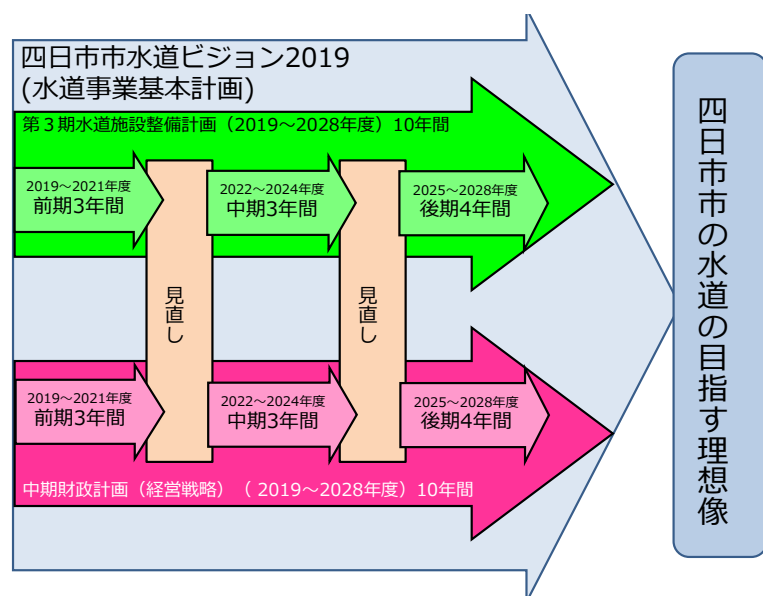 四日市市水道ビジョン2019
(水道事業基本計画)
第3期水道施設整備計画（2019～2028年度）10年間
2019～2021年度
前期3年間
2022～2024年度
中期3年間
2025～2028年度
後期4年間
見直し
見直し
2019～2021年度
前期3年間
2022～2024年度
中期3年間
2025～2028年度
後期4年間
中期財政計画（経営戦略）（ 2019～2028年度）10年間
四日市市の水道の目指す理想像